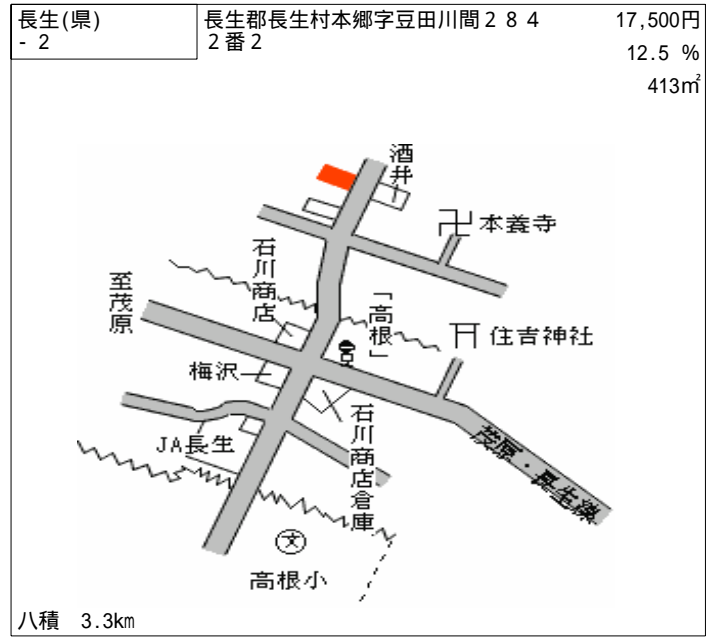 長生(県)
- 2
長生郡長生村本郷字豆田川間２８４
２番２
17,500円
12.5 %
413㎡
酒井
本養寺
石川商店
「高根」
至茂原
住吉神社
梅沢
石川商店倉庫
JA長生
茂原・長生線
文
高根小
八積 3.3km